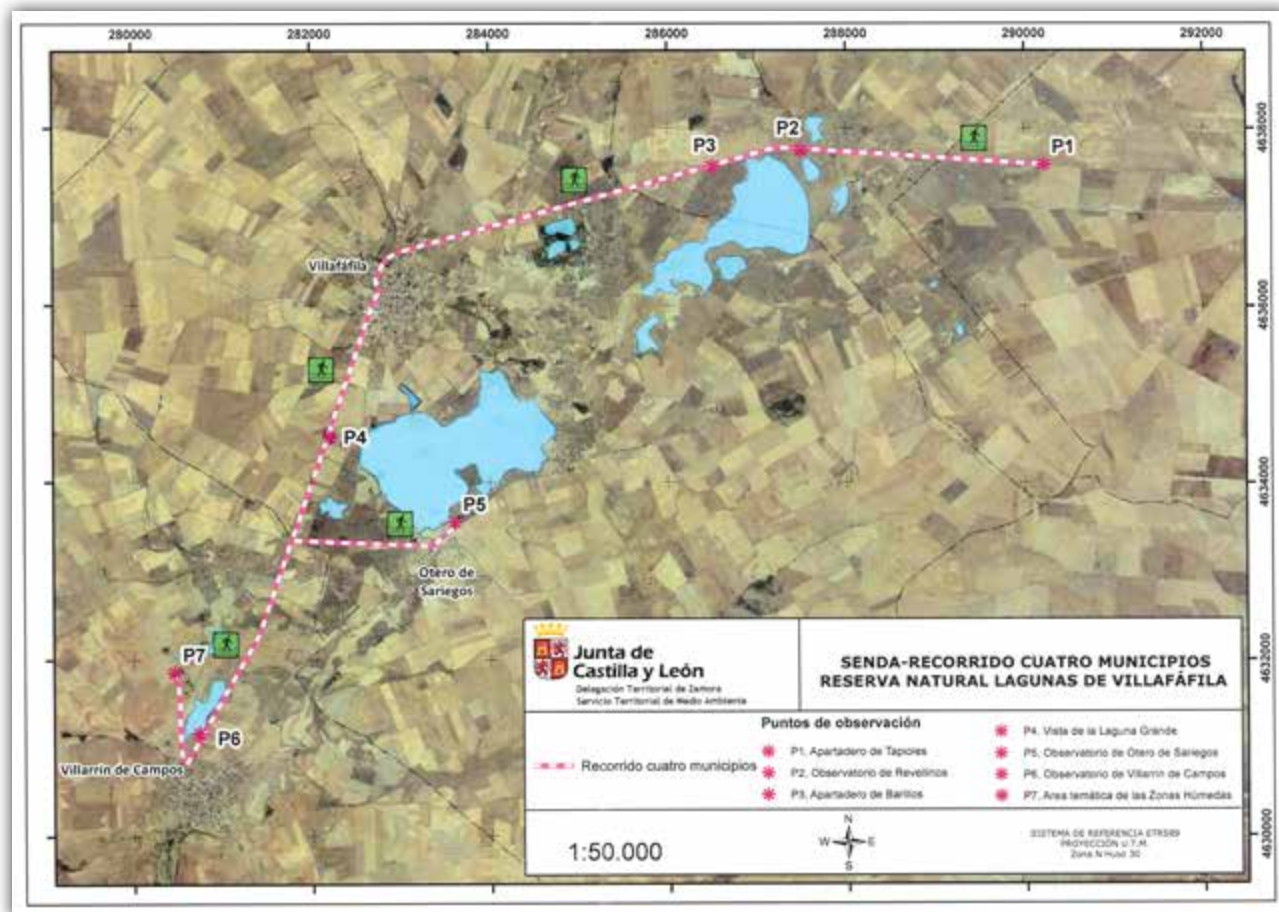 280000 282000 284000 286000 288000 290000 292000
4638000
4636000
4634000
4632000
4630000
P1
P2
P3
Villafáfila
P4
P5
Otero de
Sariegos
P7
P6
Villarrín de Campos
Junta de
Castilla y León
Delegación Territorial de Zamora
Servicio Territorial de Medio Ambiente
SENDA-RECORRIDO CUATRO MUNICIPIOS
RESERVA NATURAL LAGUNAS DE VILLAFÁFILA
Puntos de observación
Recorrido cuatro municipios
P1. Apartadero de Tapioles
P2. Observatorio de Revellinos
P3. Apartadero de Barillos
P4. Vista de la Laguna Grande
P5. Observatorio de Otero de Sariegos
P6. Observatorio de Villarrín de Campos
P7. Area temática de las Zonas Húmedas
1:50.000
N
W E
S
SISTEMA DE REFERENCIA ETRS89
PROYECCIÓN U.T.M.
Zona N Huso 30